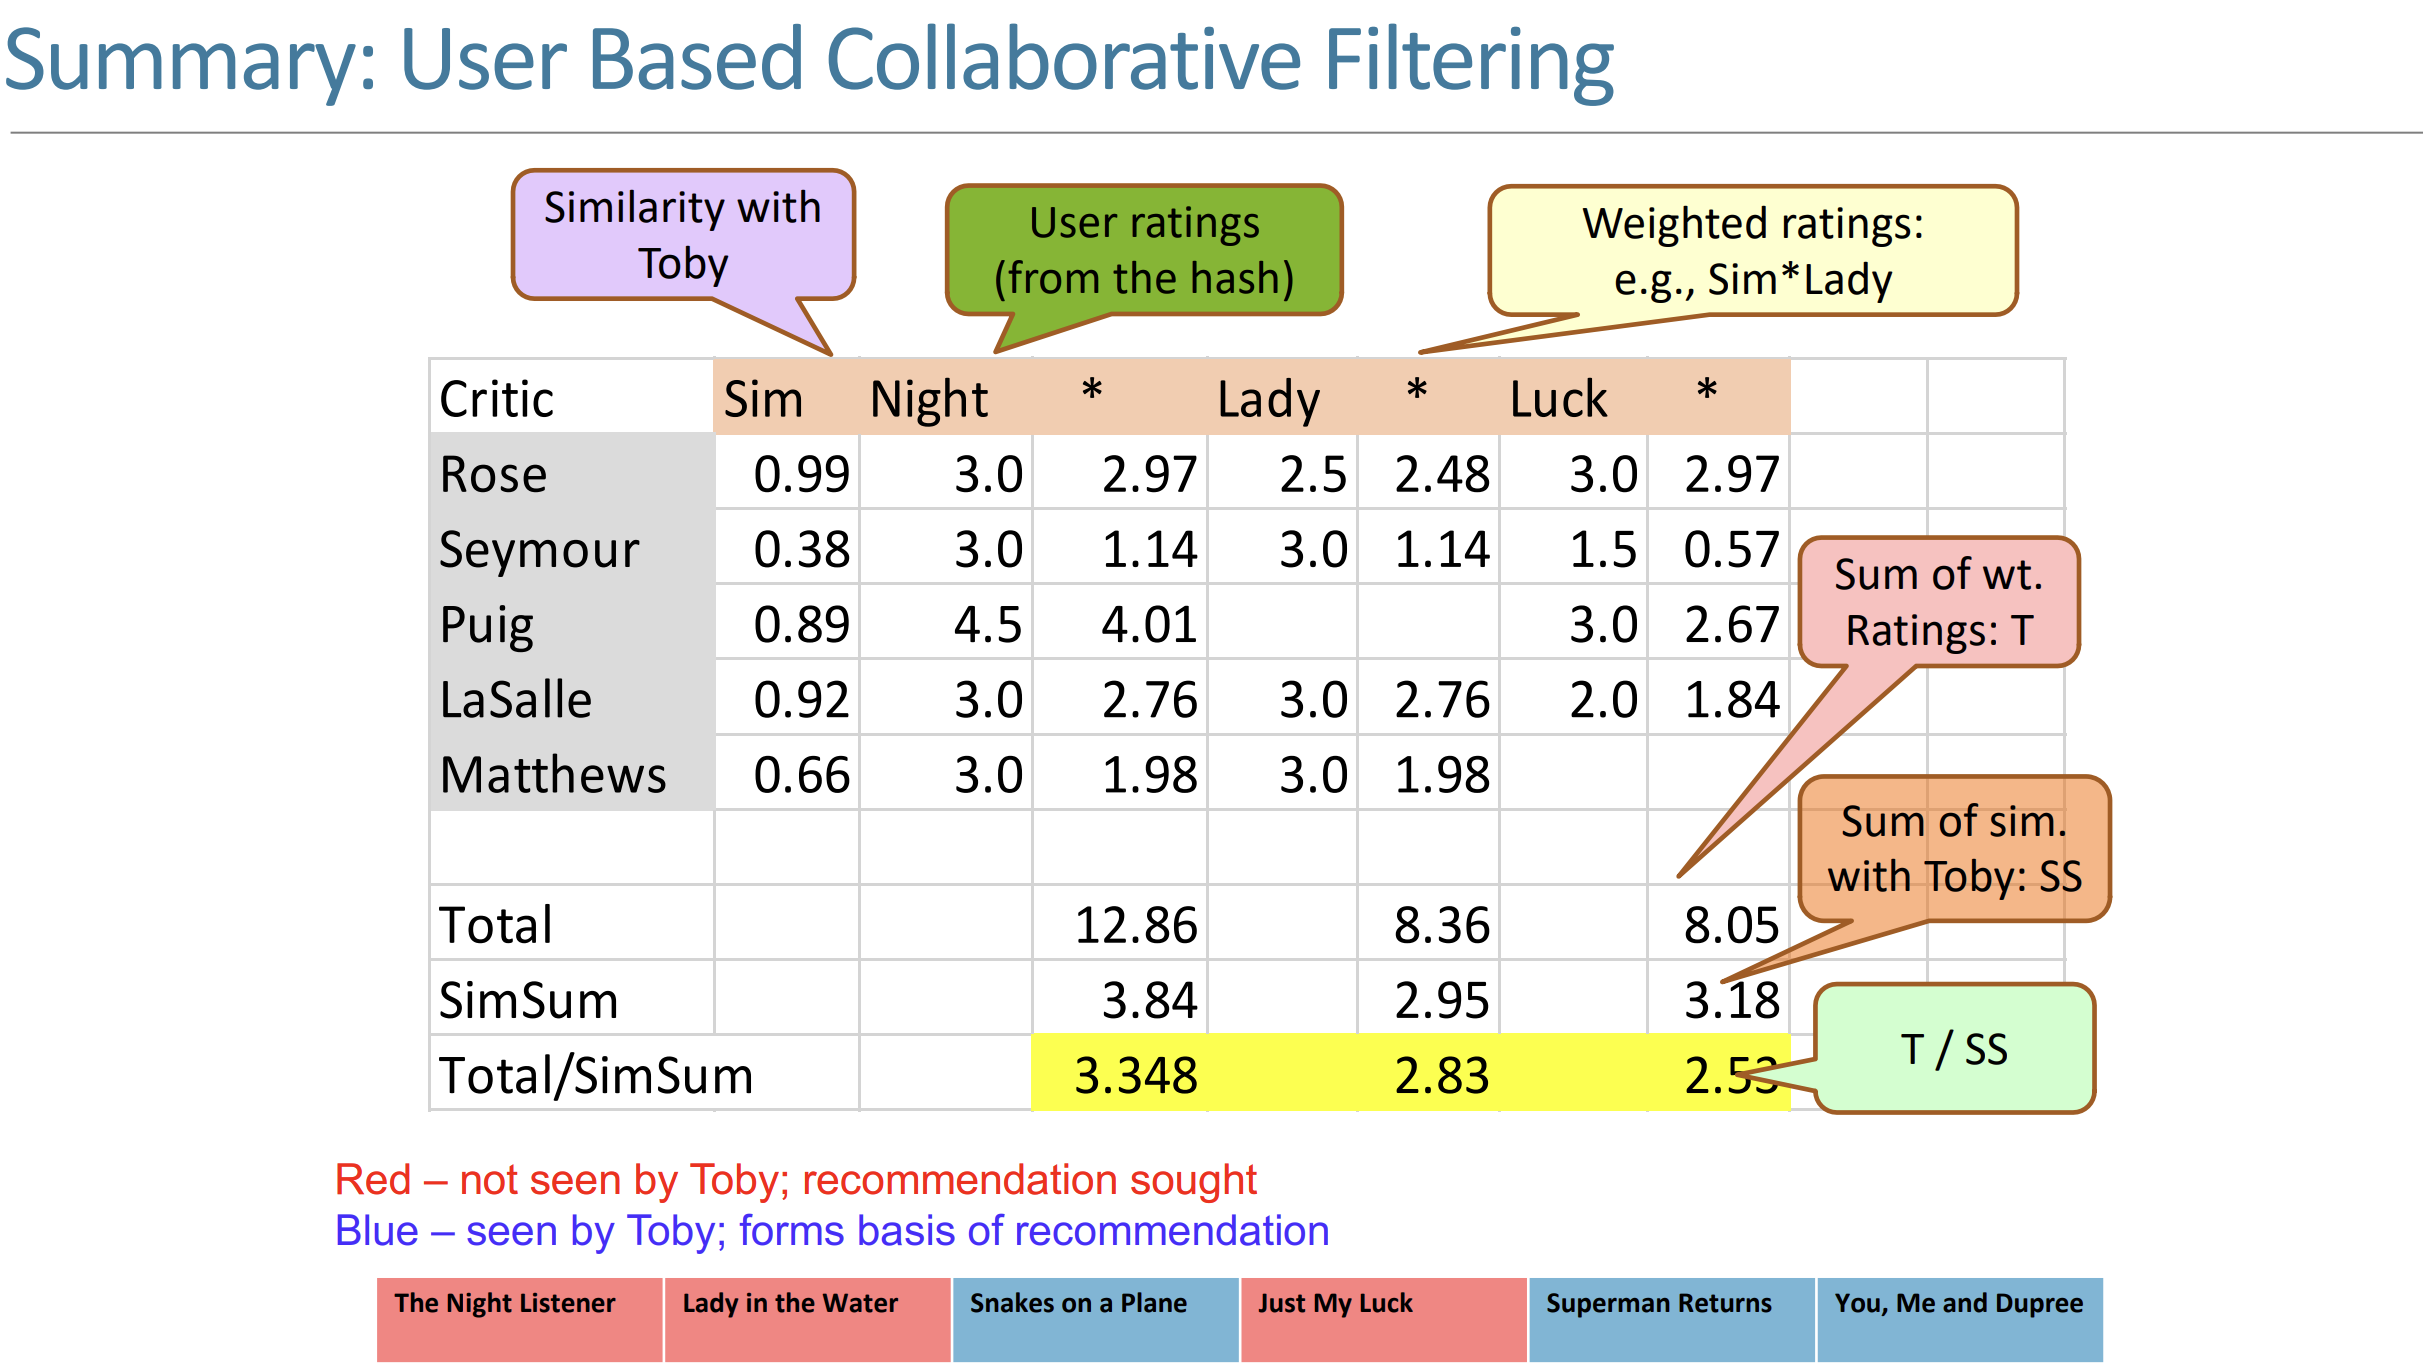 Summary: User Based Collaborative Filtering
Similarity with
Toby
User ratings
(from the hash)
Weighted ratings:
e.g., Sim*Lady
Critic Sim Night * Lady * Luck *
Rose 0.99 3.0 2.97 2.5 2.48 3.0 2.97
Seymour 0.38 3.0 1.14 3.0 1.14 1.5 0.57
Puig 0.89 4.5 4.01 3.0 2.67
LaSalle 0.92 3.0 2.76 3.0 2.76 2.0 1.84
Matthews 0.66 3.0 1.98 3.0 1.98
Sum of wt.
Ratings: T
Sum of sim.
with Toby: SS
Total 12.86 8.36 8.05
SimSum 3.84 2.95 3.18
Total/SimSum 3.348 2.83 2.53
T / SS
Red – not seen by Toby; recommendation sought
Blue – seen by Toby; forms basis of recommendation
The Night Listener Lady in the Water Snakes on a Plane Just My Luck Superman Returns You, Me and Dupree